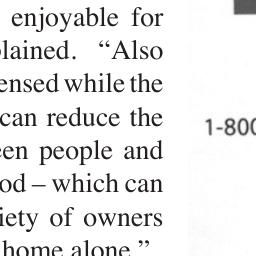 enjoyable for
plained. “Also
ensed while the
can reduce the
een people and
od – which can
iety of owners
home alone.”
1-800